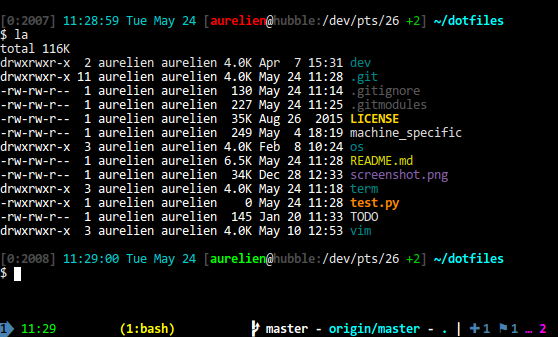 [0:2007] 11:28:59 Tue May 24 [aurelien@hubble:/dev/pts/26 +2] ~/dotfiles
$ la
total 116K
drwxrwxr-x  2 aurelien aurelien 4.0K Apr  7 15:31 dev
drwxrwxr-x 11 aurelien aurelien 4.0K May 24 11:28 .git
-rw-rw-r--  1 aurelien aurelien  130 May 24 11:14 .gitignore
-rw-rw-r--  1 aurelien aurelien  227 May 24 11:25 .gitmodules
-rw-rw-r--  1 aurelien aurelien  35K Aug 26  2015 LICENSE
-rw-rw-r--  1 aurelien aurelien  249 May  4 18:19 machine_specific
drwxrwxr-x  3 aurelien aurelien 4.0K Feb  8 10:24 os
-rw-rw-r--  1 aurelien aurelien 6.5K May 24 11:28 README.md
-rw-rw-r--  1 aurelien aurelien  34K Dec 28 12:33 screenshot.png
drwxrwxr-x  3 aurelien aurelien 4.0K May 24 11:18 term
-rwxrwxr-x  1 aurelien aurelien    0 May 24 11:28 test.py
-rw-rw-r--  1 aurelien aurelien  145 Jan 20 11:33 TODO
drwxrwxr-x  3 aurelien aurelien 4.0K May 10 12:53 vim
[0:2008] 11:29:00 Tue May 24 [aurelien@hubble:/dev/pts/26 +2] ~/dotfiles
$
1 11:29 (1:bash) master - origin/master - . | ✚1 ⚑1 … 2